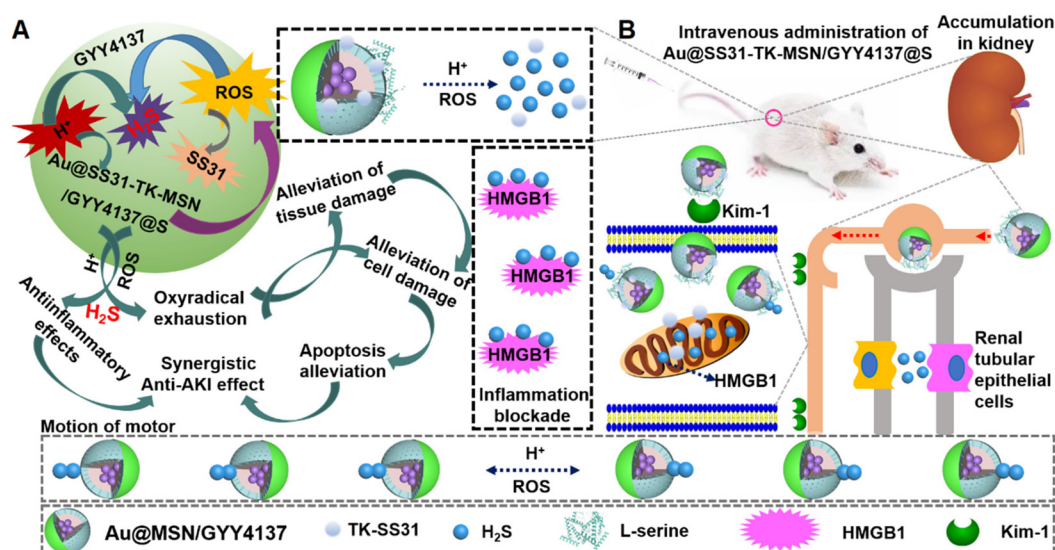 A
GYY4137
ROS
H⁺
H₂S
SS31
Au@SS31-TK-MSN
/GYY4137@S
H⁺
ROS
H₂S
Antiinflammatory
effects
Oxyradical
exhaustion
Synergistic
Anti-AKI effect
Alleviation of
tissue damage
Alleviation of
cell damage
Apoptosis
alleviation
H⁺
ROS
HMGB1
HMGB1
HMGB1
Inflammation
blockade
B
Intravenous administration of
Au@SS31-TK-MSN/GYY4137@S
Accumulation
in kidney
Kim-1
HMGB1
Renal
tubular
epithelial
cells
Motion of motor
H⁺
ROS
Au@MSN/GYY4137
TK-SS31
H₂S
L-serine
HMGB1
Kim-1